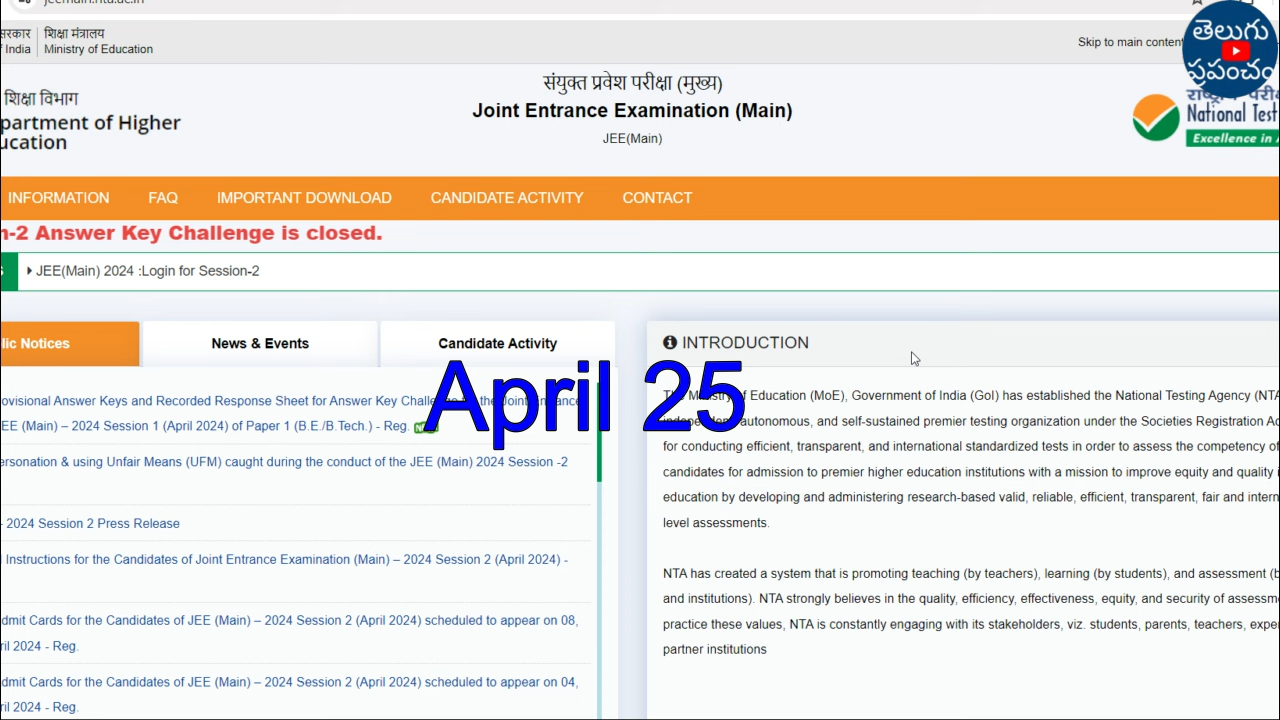 jeemain.nta.ac.in
सरकार
शिक्षा मंत्रालय
f India
Ministry of Education
Skip to main content
తెలుగు
ప్రపంచం
शिक्षा विभाग
partment of Higher
ucation
संयुक्त प्रवेश परीक्षा (मुख्य)
Joint Entrance Examination (Main)
JEE(Main)
राष्ट्रीय परी
National Test
Excellence in A
INFORMATION
FAQ
IMPORTANT DOWNLOAD
CANDIDATE ACTIVITY
CONTACT
n-2 Answer Key Challenge is closed.
S
JEE(Main) 2024 :Login for Session-2
lic Notices
News & Events
Candidate Activity
INTRODUCTION
April 25
ovisional Answer Keys and Recorded Response Sheet for Answer Key Challenge the Joint Entrance
EE (Main) – 2024 Session 1 (April 2024) of Paper 1 (B.E./B.Tech.) - Reg.
ersonation & using Unfair Means (UFM) caught during the conduct of the JEE (Main) 2024 Session -2
- 2024 Session 2 Press Release
l Instructions for the Candidates of Joint Entrance Examination (Main) – 2024 Session 2 (April 2024) -
dmit Cards for the Candidates of JEE (Main) – 2024 Session 2 (April 2024) scheduled to appear on 08,
ril 2024 - Reg.
dmit Cards for the Candidates of JEE (Main) – 2024 Session 2 (April 2024) scheduled to appear on 04,
ril 2024 - Reg.
Education (MoE), Government of India (GoI) has established the National Testing Agency (NTA
autonomous, and self-sustained premier testing organization under the Societies Registration Ac
for conducting efficient, transparent, and international standardized tests in order to assess the competency of
candidates for admission to premier higher education institutions with a mission to improve equity and quality i
education by developing and administering research-based valid, reliable, efficient, transparent, fair and intern
level assessments.
NTA has created a system that is promoting teaching (by teachers), learning (by students), and assessment (b
and institutions). NTA strongly believes in the quality, efficiency, effectiveness, equity, and security of assessm
practice these values, NTA is constantly engaging with its stakeholders, viz. students, parents, teachers, expe
partner institutions